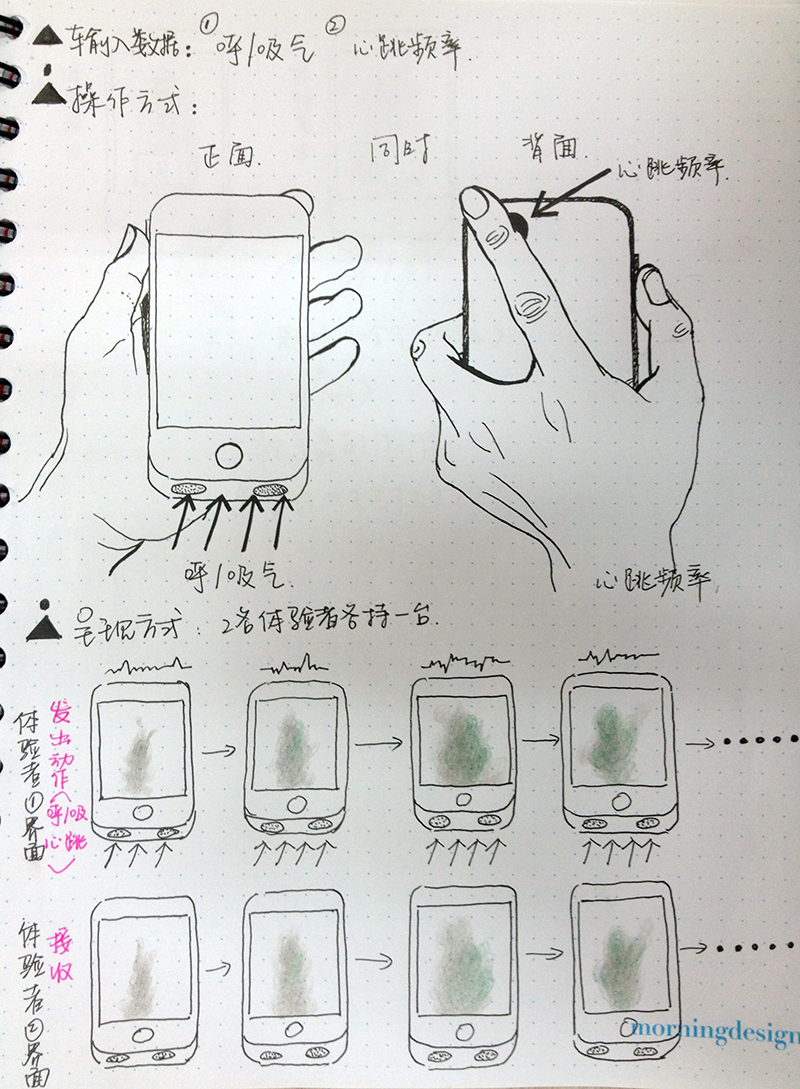 输入数据：①呼/吸气 ②心跳频率.
操作方式：
正面. 同时 背面.
心跳频率.
呼/吸气.
心跳频率
呈现方式：2名体验者各持一台.
体验者①界面
发出动作（呼/吸 心跳）
体验者②界面
接收
morningdesign